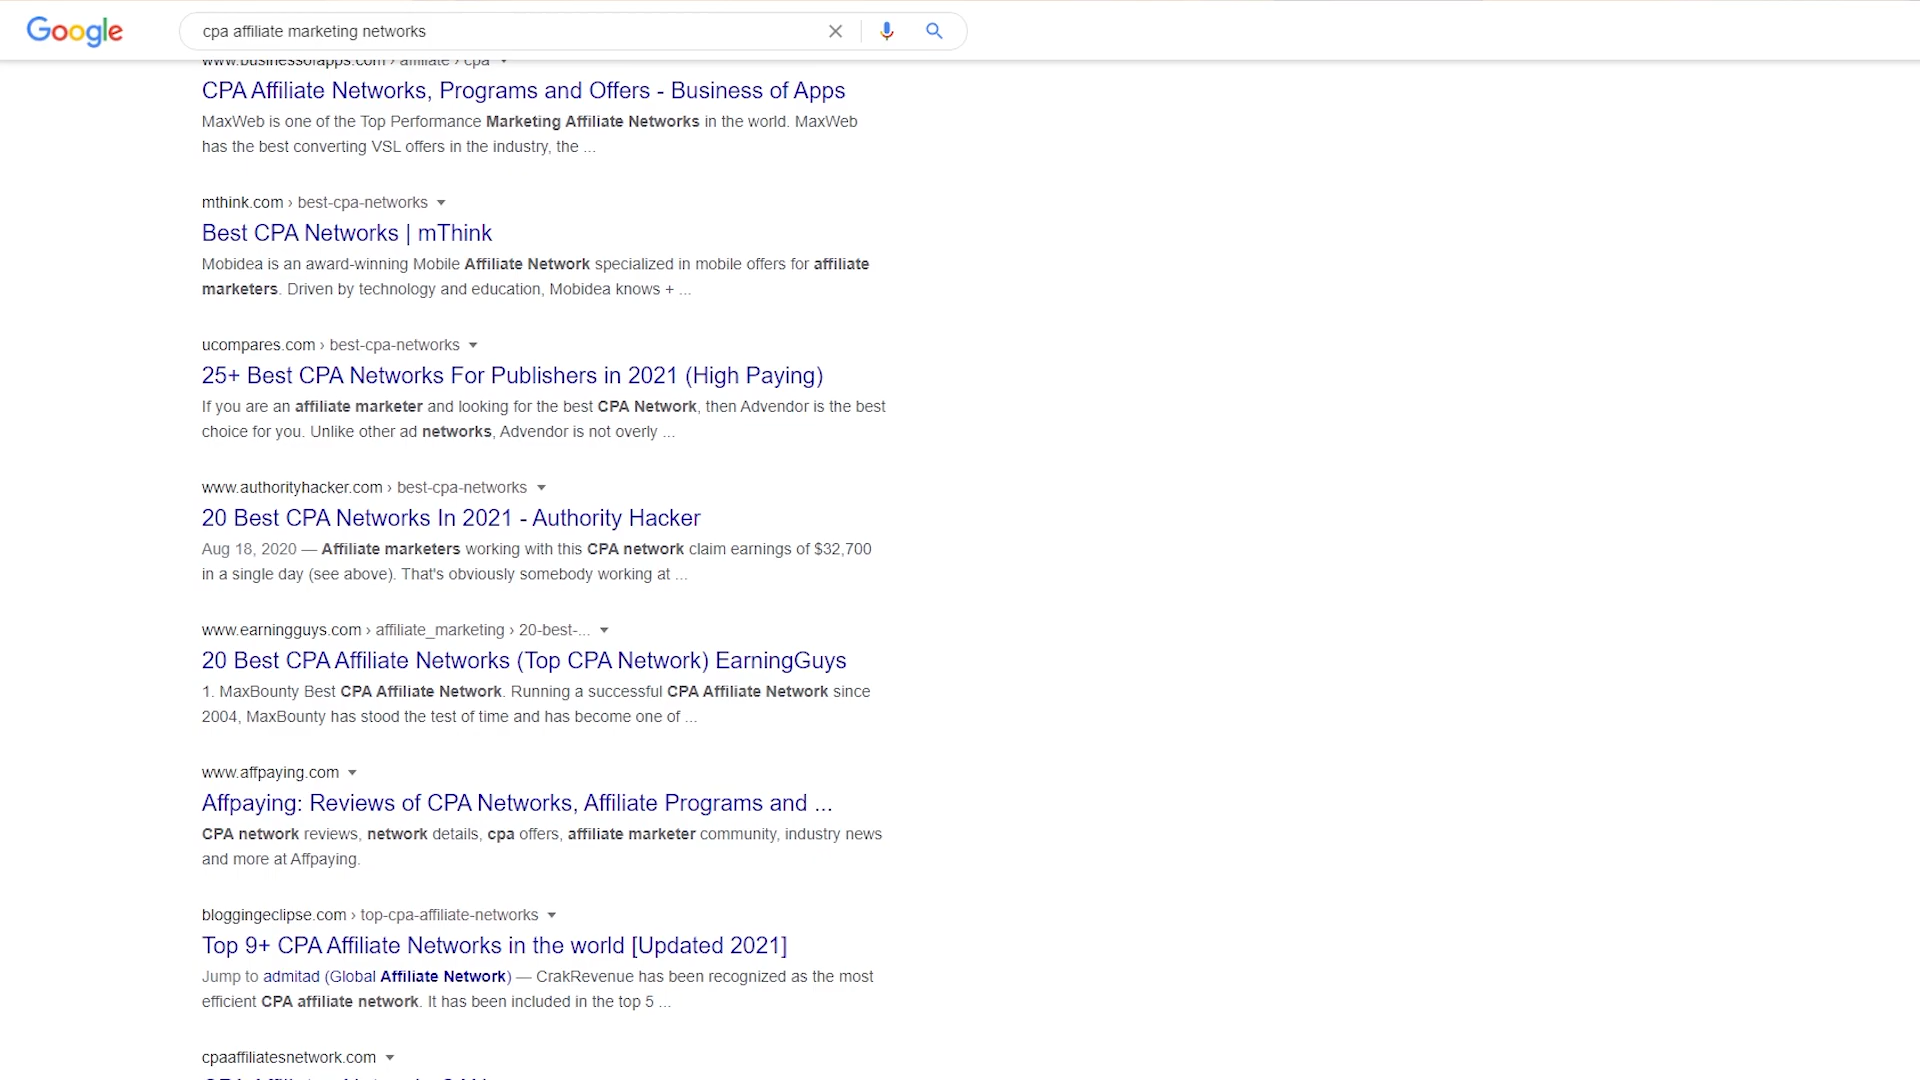 Google
cpa affiliate marketing networks
www.businessofapps.com › affiliate › cpa
CPA Affiliate Networks, Programs and Offers - Business of Apps
MaxWeb is one of the Top Performance Marketing Affiliate Networks in the world. MaxWeb
has the best converting VSL offers in the industry, the ...
mthink.com › best-cpa-networks
Best CPA Networks | mThink
Mobidea is an award-winning Mobile Affiliate Network specialized in mobile offers for affiliate
marketers. Driven by technology and education, Mobidea knows + ...
ucompares.com › best-cpa-networks
25+ Best CPA Networks For Publishers in 2021 (High Paying)
If you are an affiliate marketer and looking for the best CPA Network, then Advendor is the best
choice for you. Unlike other ad networks, Advendor is not overly ...
www.authorityhacker.com › best-cpa-networks
20 Best CPA Networks In 2021 - Authority Hacker
Aug 18, 2020 — Affiliate marketers working with this CPA network claim earnings of $32,700
in a single day (see above). That's obviously somebody working at ...
www.earningguys.com › affiliate_marketing › 20-best-...
20 Best CPA Affiliate Networks (Top CPA Network) EarningGuys
1. MaxBounty Best CPA Affiliate Network. Running a successful CPA Affiliate Network since
2004, MaxBounty has stood the test of time and has become one of ...
www.affpaying.com
Affpaying: Reviews of CPA Networks, Affiliate Programs and ...
CPA network reviews, network details, cpa offers, affiliate marketer community, industry news
and more at Affpaying.
bloggingeclipse.com › top-cpa-affiliate-networks
Top 9+ CPA Affiliate Networks in the world [Updated 2021]
Jump to admitad (Global Affiliate Network) — CrakRevenue has been recognized as the most
efficient CPA affiliate network. It has been included in the top 5 ...
cpaaffiliatesnetwork.com